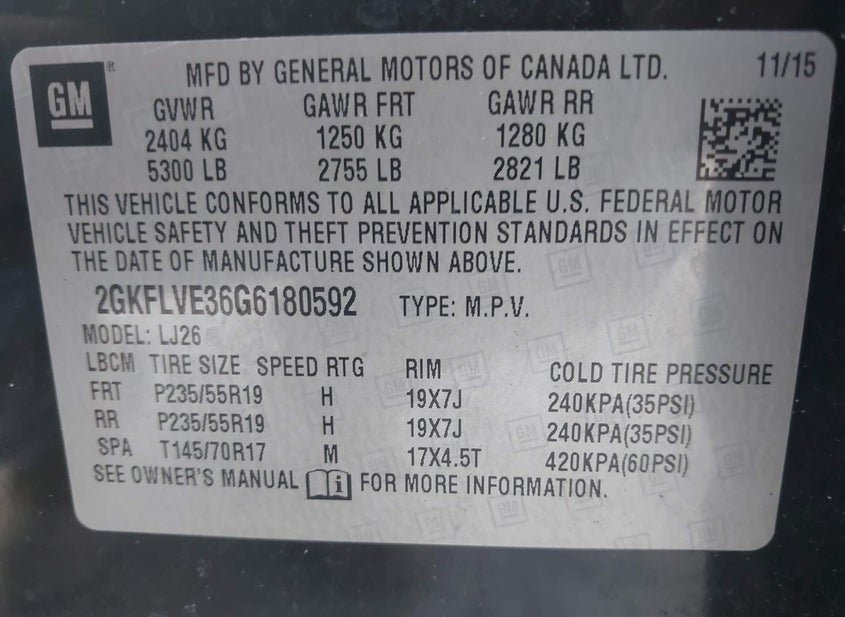 GM
MFD BY GENERAL MOTORS OF CANADA LTD. 11/15
GVWR GAWR FRT GAWR RR
2404 KG 1250 KG 1280 KG
5300 LB 2755 LB 2821 LB
THIS VEHICLE CONFORMS TO ALL APPLICABLE U.S. FEDERAL MOTOR
VEHICLE SAFETY AND THEFT PREVENTION STANDARDS IN EFFECT ON
THE DATE OF MANUFACTURE SHOWN ABOVE.
2GKFLVE36G6180592 TYPE: M.P.V.
MODEL: LJ26
LBCM TIRE SIZE SPEED RTG RIM COLD TIRE PRESSURE
FRT P235/55R19 H 19X7J 240KPA(35PSI)
RR P235/55R19 H 19X7J 240KPA(35PSI)
SPA T145/70R17 M 17X4.5T 420KPA(60PSI)
SEE OWNER'S MANUAL i FOR MORE INFORMATION.